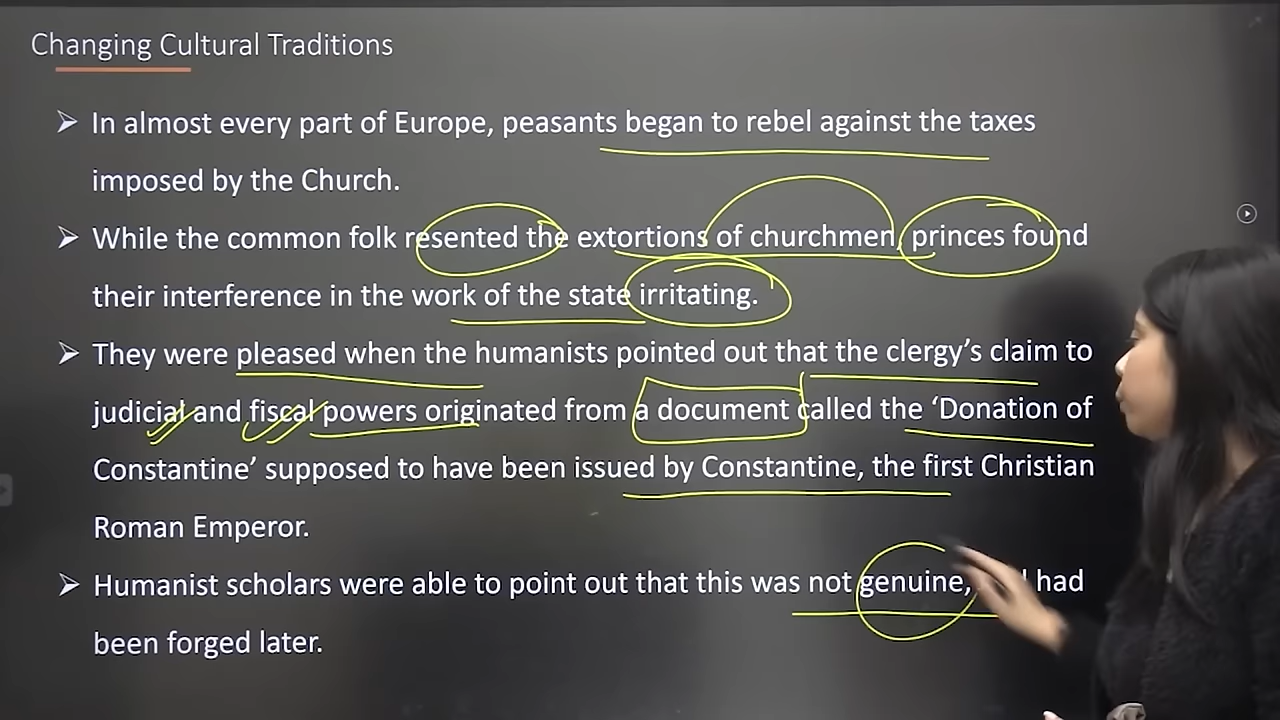 Changing Cultural Traditions
➢ In almost every part of Europe, peasants began to rebel against the taxes
imposed by the Church.
➢ While the common folk resented the extortions of churchmen, princes found
their interference in the work of the state irritating.
➢ They were pleased when the humanists pointed out that the clergy’s claim to
judicial and fiscal powers originated from a document called the ‘Donation of
Constantine’ supposed to have been issued by Constantine, the first Christian
Roman Emperor.
➢ Humanist scholars were able to point out that this was not genuine, had
been forged later.